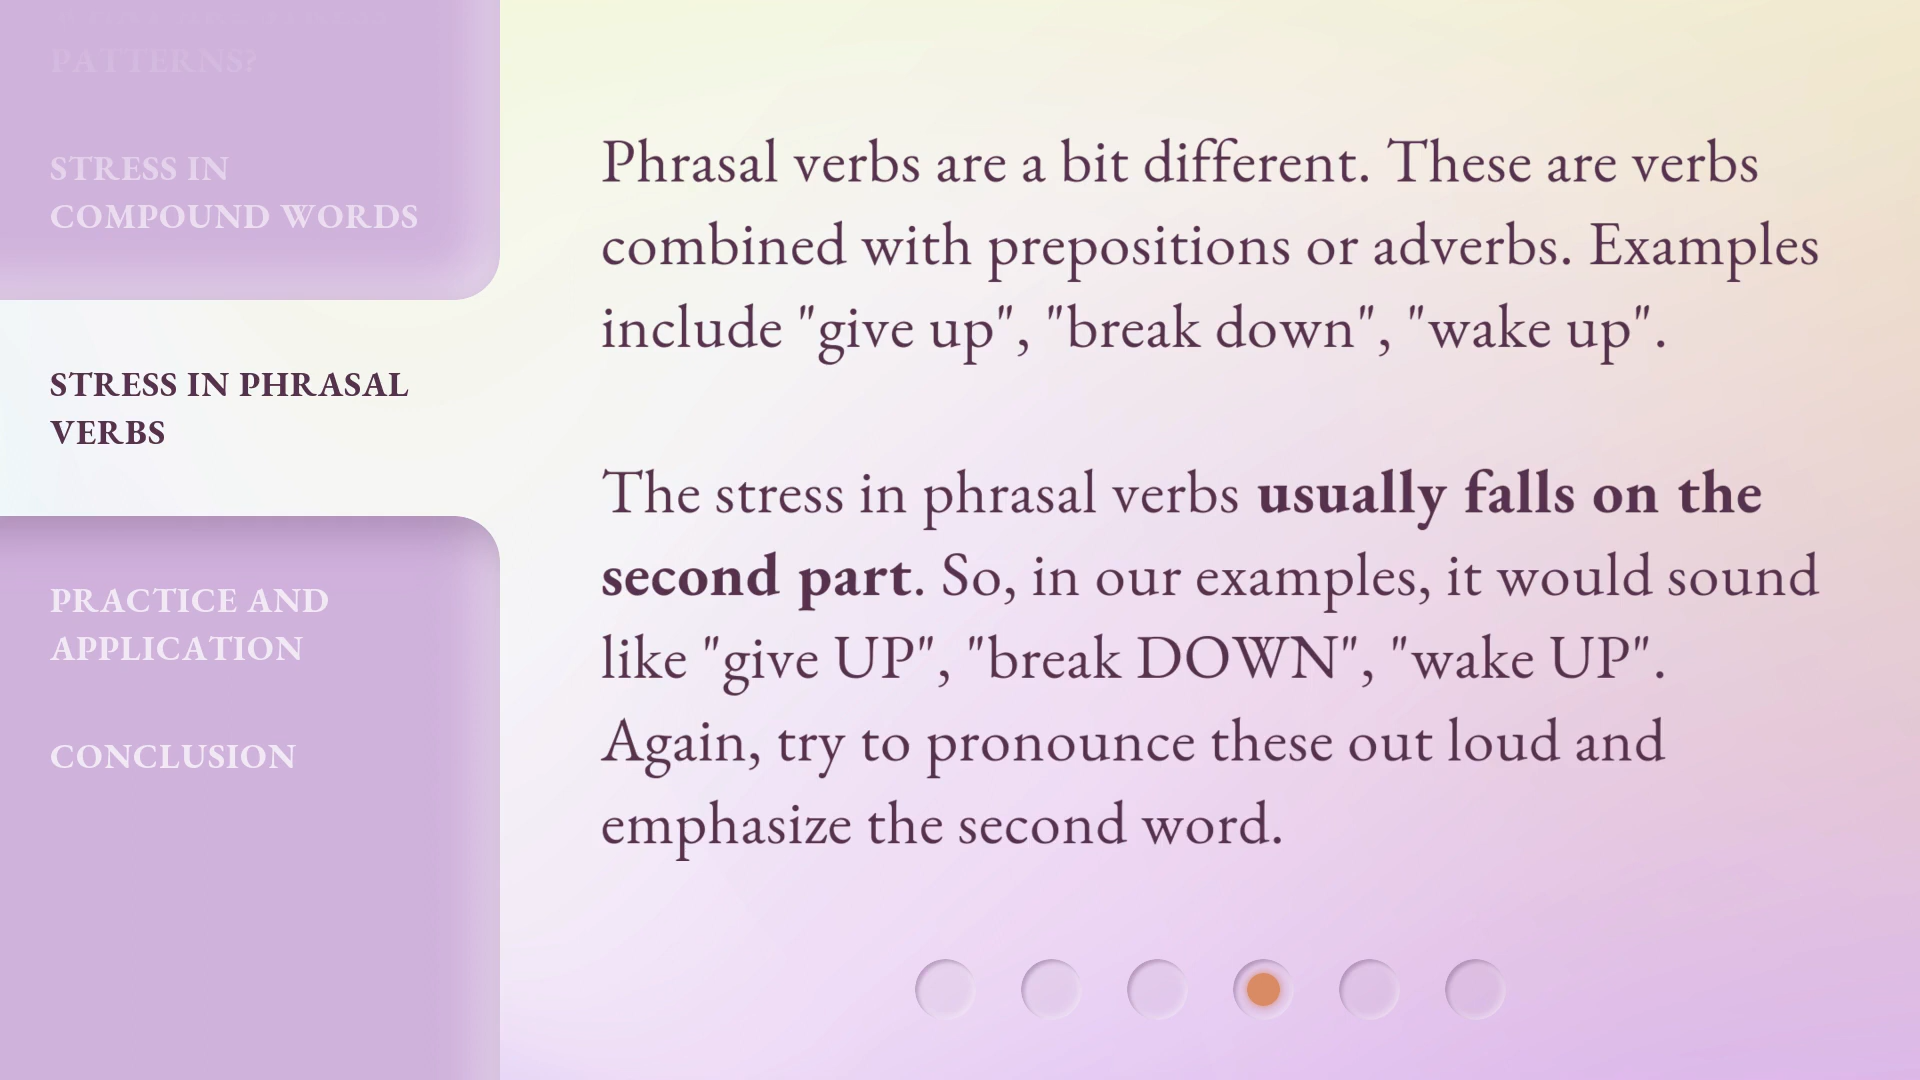 PATTERNS?
STRESS IN
COMPOUND WORDS
STRESS IN PHRASAL
VERBS
PRACTICE AND
APPLICATION
CONCLUSION
Phrasal verbs are a bit different. These are verbs
combined with prepositions or adverbs. Examples
include "give up", "break down", "wake up".
The stress in phrasal verbs usually falls on the
second part. So, in our examples, it would sound
like "give UP", "break DOWN", "wake UP".
Again, try to pronounce these out loud and
emphasize the second word.